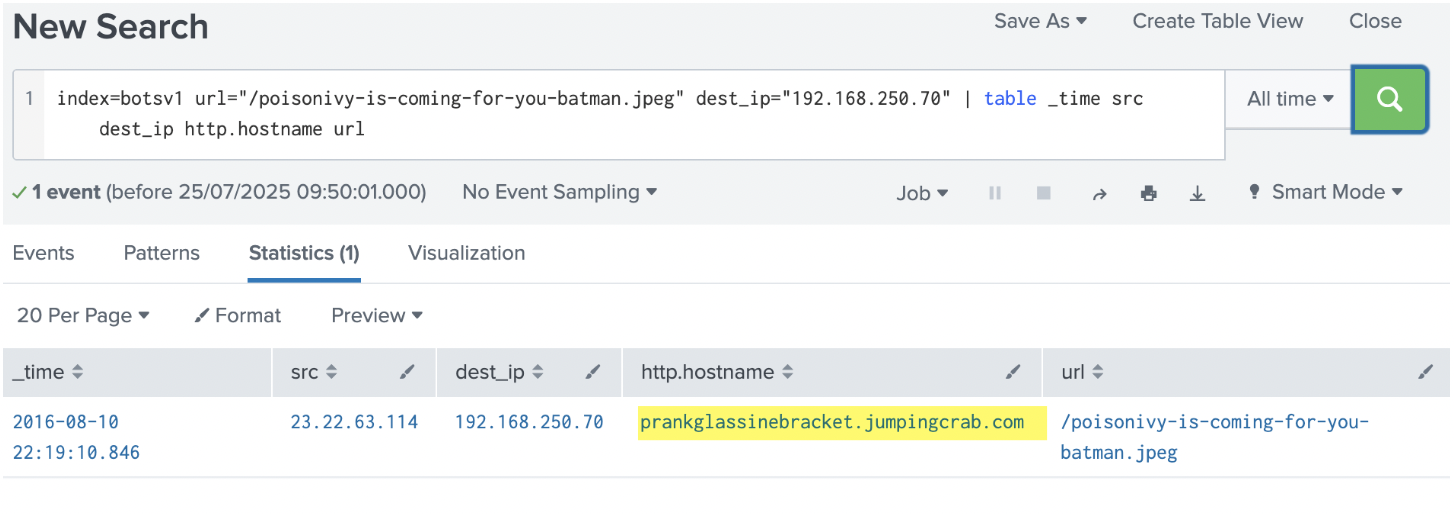 New Search
Save As Create Table View Close
1 index=botsv1 url="/poisonivy-is-coming-for-you-batman.jpeg" dest_ip="192.168.250.70" | table _time src
dest_ip http.hostname url
All time
1 event (before 25/07/2025 09:50:01.000) No Event Sampling Job Smart Mode
Events Patterns Statistics (1) Visualization
20 Per Page Format Preview
_time src dest_ip http.hostname url
2016-08-10 23.22.63.114 192.168.250.70 prankglassinebracket.jumpingcrab.com /poisonivy-is-coming-for-you-
22:19:10.846 batman.jpeg